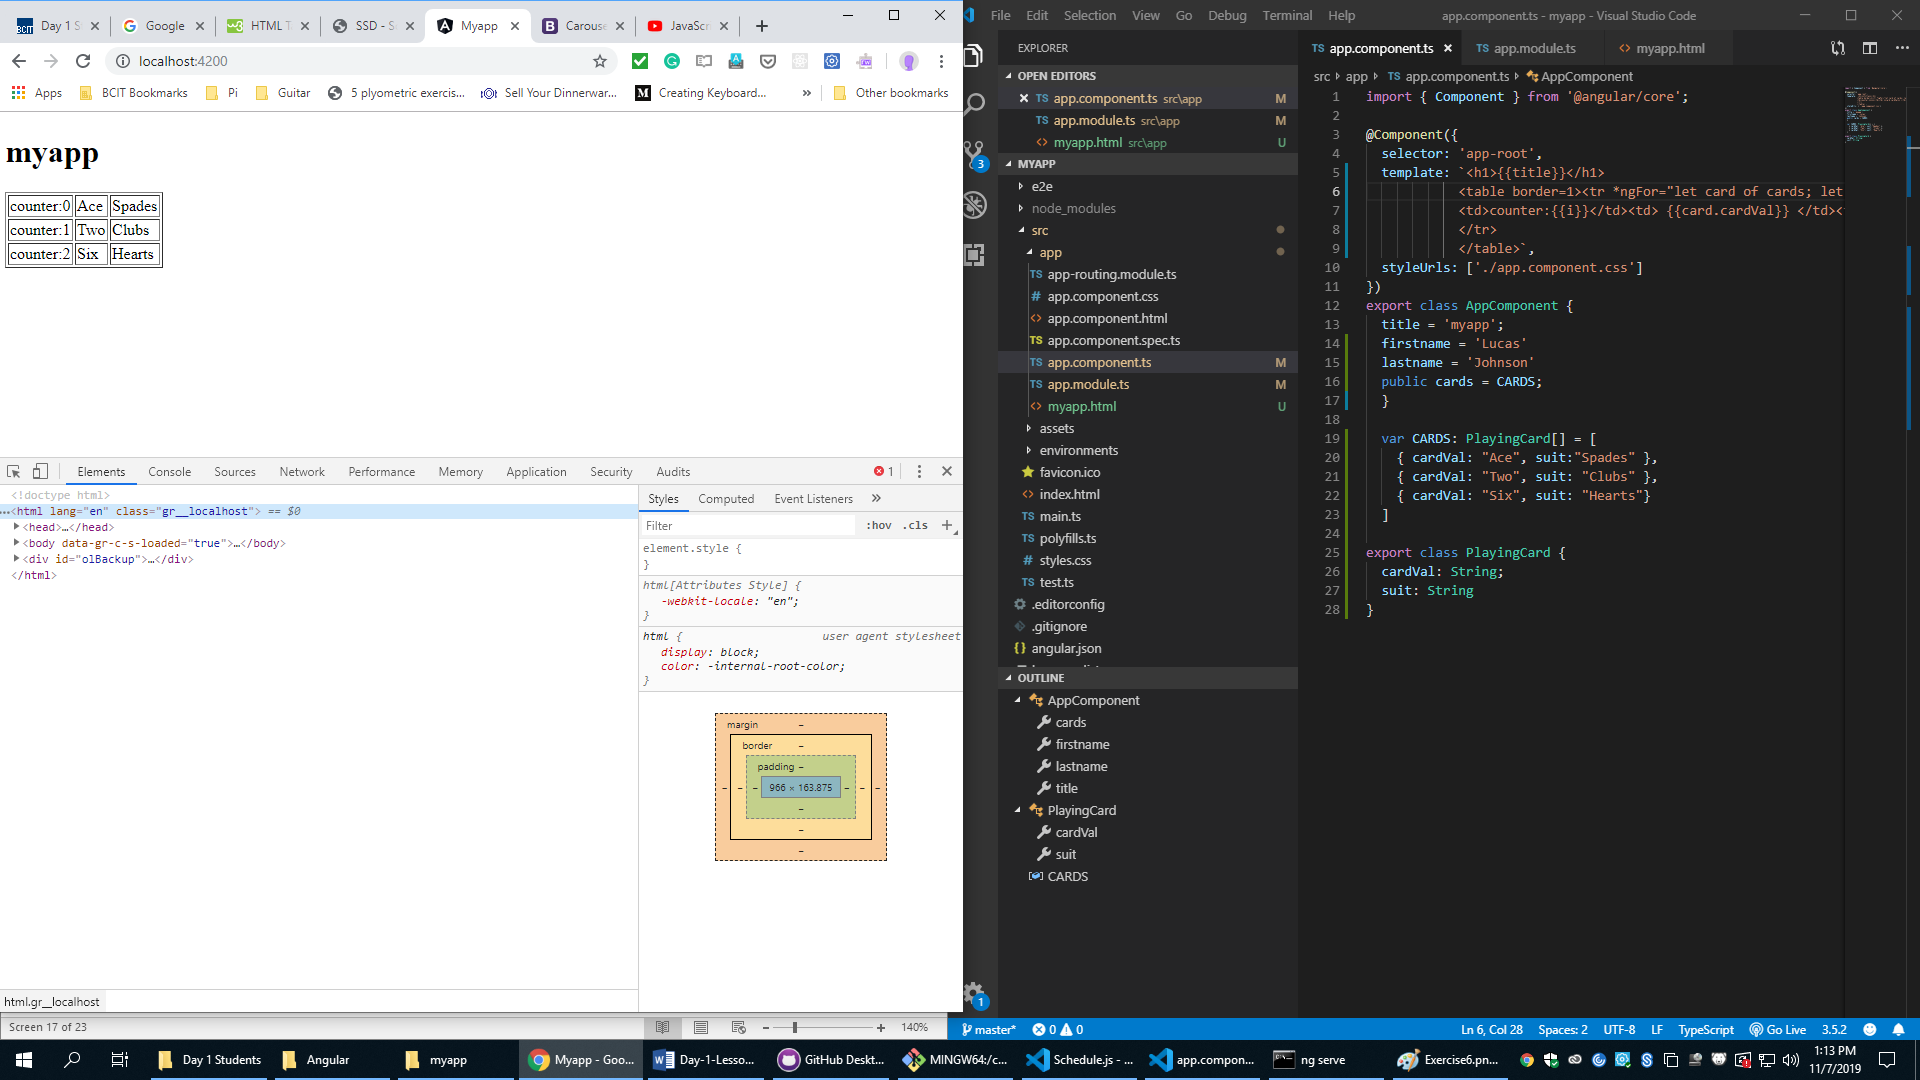 Day 1 S
Google
HTML T
SSD - S
Myapp
Carouse
JavaScri
localhost:4200
Apps
BCIT Bookmarks
Pi
Guitar
5 plyometric exercis...
Sell Your Dinnerwar...
Creating Keyboard...
»
Other bookmarks
myapp
counter:0 Ace Spades
counter:1 Two Clubs
counter:2 Six Hearts
Elements Console Sources Network Performance Memory Application Security Audits 1
<!doctype html>
...<html lang="en" class="gr__localhost"> == $0
<head>…</head>
<body data-gr-c-s-loaded="true">…</body>
<div id="olBackup">…</div>
</html>
Styles Computed Event Listeners »
Filter :hov .cls +
element.style {
}
html[Attributes Style] {
-webkit-locale: "en";
}
html { user agent stylesheet
display: block;
color: -internal-root-color;
}
margin –
border –
padding –
– – – 966 × 163.875 – – –
–
–
–
html.gr__localhost
Screen 17 of 23
140%
File Edit Selection View Go Debug Terminal Help
app.component.ts - myapp - Visual Studio Code
EXPLORER
OPEN EDITORS
TS app.component.ts src\app M
TS app.module.ts src\app M
<> myapp.html src\app U
MYAPP
e2e
node_modules
src
app
TS app-routing.module.ts
# app.component.css
<> app.component.html
TS app.component.spec.ts
TS app.component.ts M
TS app.module.ts M
<> myapp.html U
assets
environments
favicon.ico
<> index.html
TS main.ts
TS polyfills.ts
# styles.css
TS test.ts
.editorconfig
.gitignore
{} angular.json
OUTLINE
AppComponent
cards
firstname
lastname
title
PlayingCard
cardVal
suit
CARDS
3
1
TS app.component.ts
TS app.module.ts
<> myapp.html
src app TS app.component.ts AppComponent
1 import { Component } from '@angular/core';
2
3 @Component({
4 selector: 'app-root',
5 template: `<h1>{{title}}</h1>
6 <table border=1><tr *ngFor="let card of cards; let
7 <td>counter:{{i}}</td><td> {{card.cardVal}} </td><
8 </tr>
9 </table>`,
10 styleUrls: ['./app.component.css']
11 })
12 export class AppComponent {
13 title = 'myapp';
14 firstname = 'Lucas'
15 lastname = 'Johnson'
16 public cards = CARDS;
17 }
18
19 var CARDS: PlayingCard[] = [
20 { cardVal: "Ace", suit:"Spades" },
21 { cardVal: "Two", suit: "Clubs" },
22 { cardVal: "Six", suit: "Hearts"}
23 ]
24
25 export class PlayingCard {
26 cardVal: String;
27 suit: String
28 }
master* 0 0
Ln 6, Col 28 Spaces: 2 UTF-8 LF TypeScript Go Live 3.5.2
Day 1 Students
Angular
myapp
Myapp - Goo...
Day-1-Lesso...
GitHub Deskt...
MINGW64:/c...
Schedule.js - ...
app.compon...
ng serve
Exercise6.pn...
1:13 PM
11/7/2019